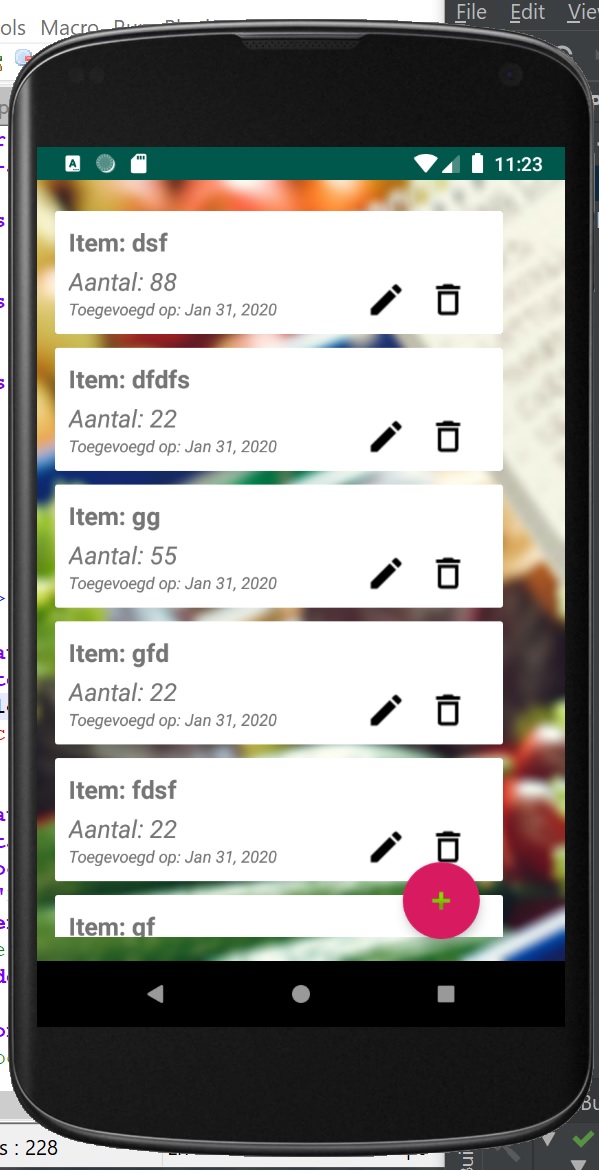 ols Macro Run
File Edit View
11:23
Item: dsf
Aantal: 88
Toegevoegd op: Jan 31, 2020
Item: dfdfs
Aantal: 22
Toegevoegd op: Jan 31, 2020
Item: gg
Aantal: 55
Toegevoegd op: Jan 31, 2020
Item: gfd
Aantal: 22
Toegevoegd op: Jan 31, 2020
Item: fdsf
Aantal: 22
Toegevoegd op: Jan 31, 2020
Item: gf
s : 228